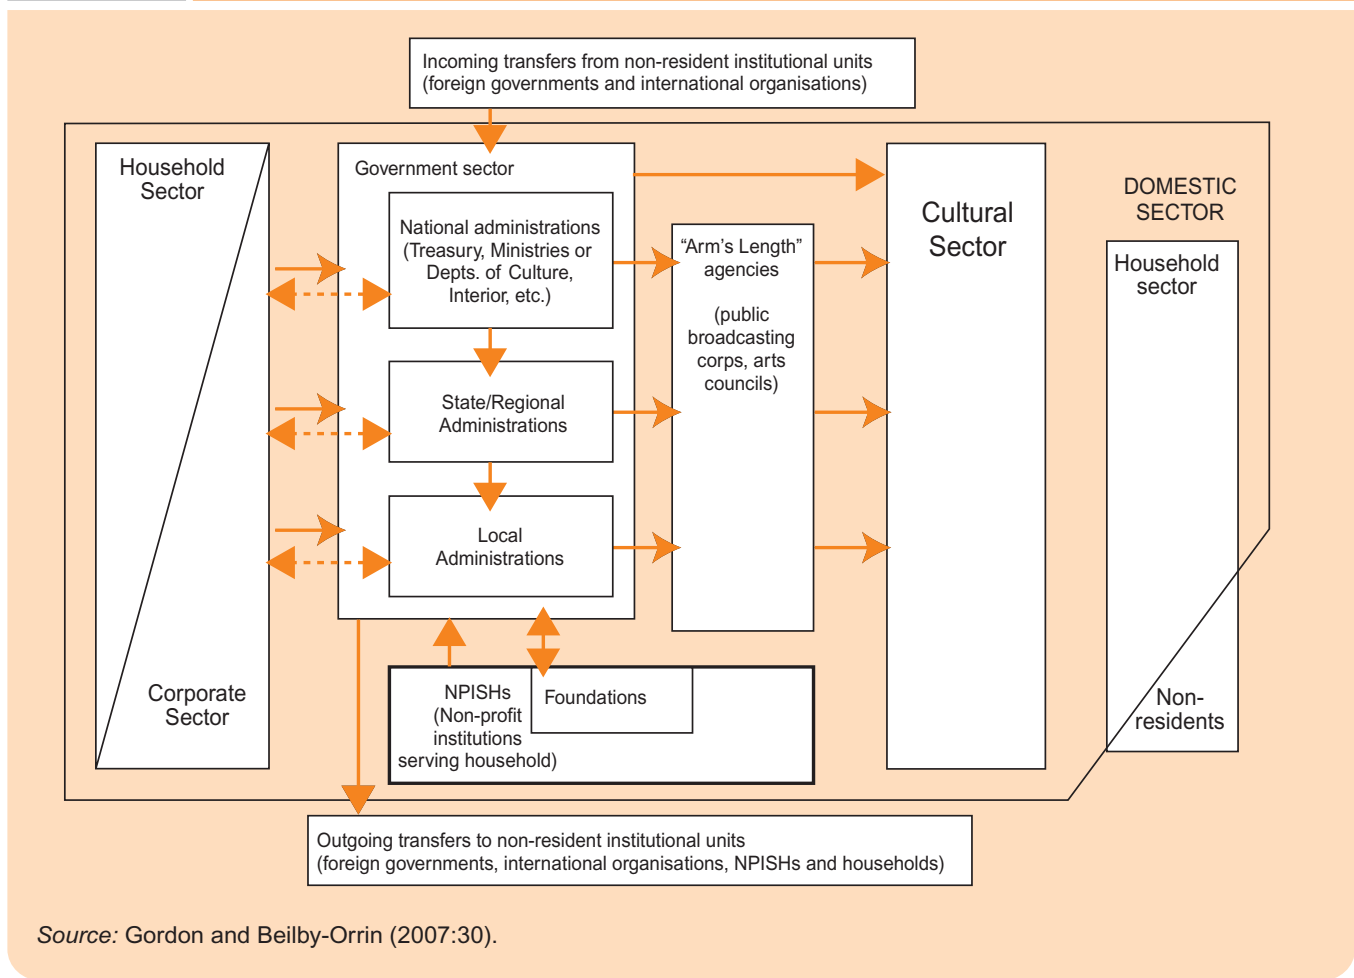 Incoming transfers from non-resident institutional units
(foreign governments and international organisations)
Household
Sector
Corporate
Sector
Government sector
National administrations
(Treasury, Ministries or
Depts. of Culture,
Interior, etc.)
State/Regional
Administrations
Local
Administrations
“Arm’s Length”
agencies
(public
broadcasting
corps, arts
councils)
Cultural
Sector
DOMESTIC
SECTOR
Household
sector
Non-
residents
NPISHs
(Non-profit
institutions
serving household)
Foundations
Outgoing transfers to non-resident institutional units
(foreign governments, international organisations, NPISHs and households)
Source: Gordon and Beilby-Orrin (2007:30).